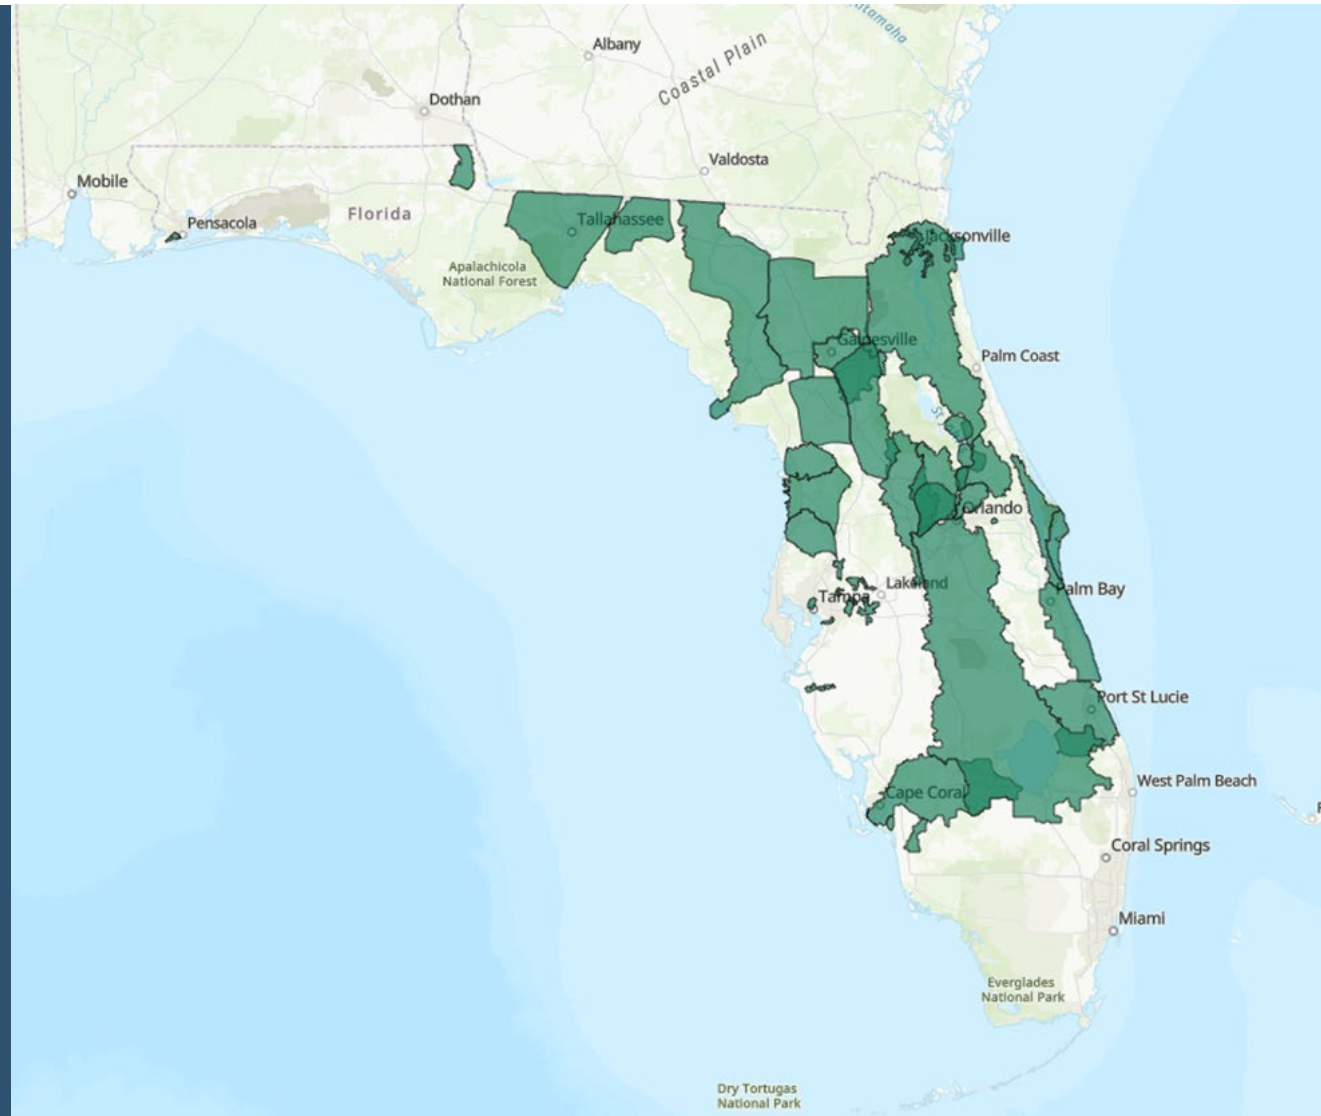 Altamaha
Albany
Coastal Plain
Dothan
Valdosta
Mobile
Florida
Pensacola
Tallahassee
Jacksonville
Apalachicola
National Forest
Gainesville
Palm Coast
Orlando
Lakeland
Tampa
Palm Bay
Port St Lucie
Cape Coral
West Palm Beach
Coral Springs
Miami
Everglades
National Park
Dry Tortugas
National Park